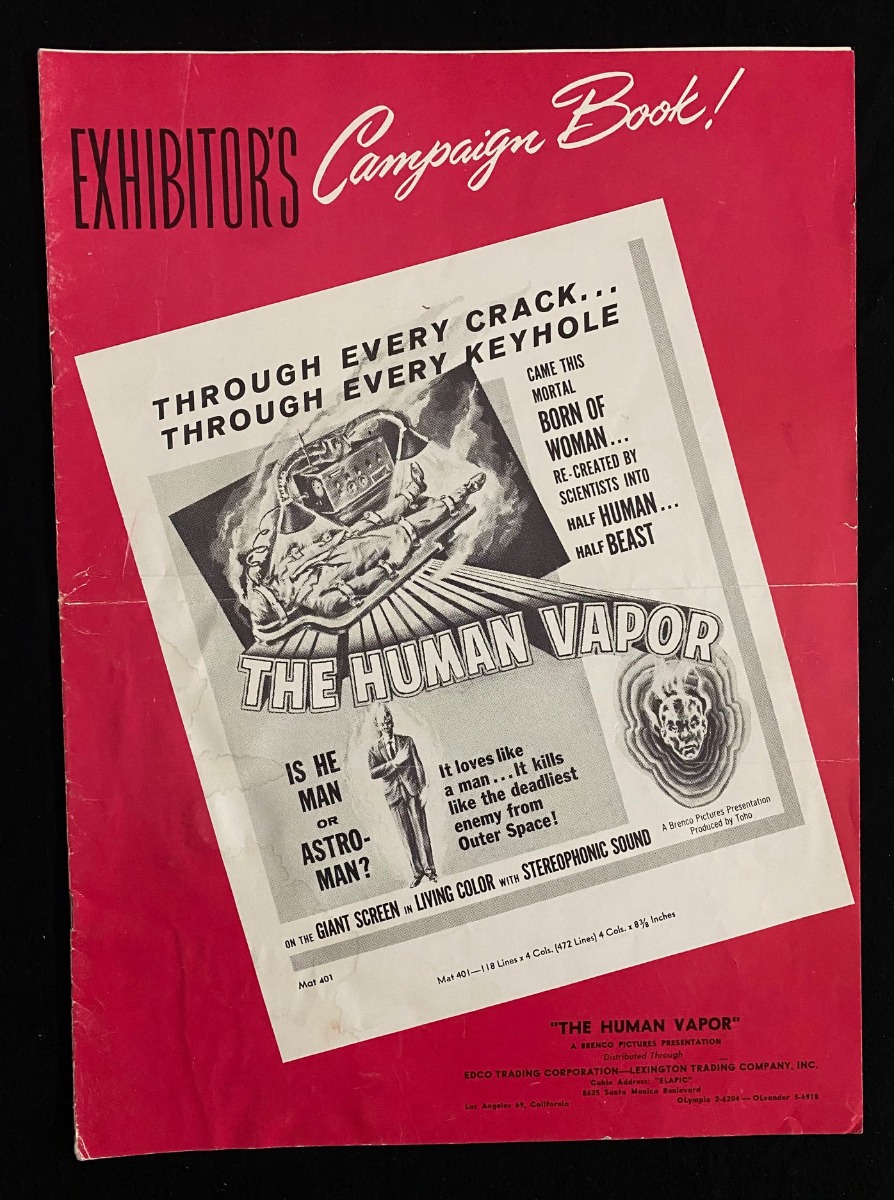 EXHIBITOR'S Campaign Book!
THROUGH EVERY CRACK...
THROUGH EVERY KEYHOLE
CAME THIS
MORTAL
BORN OF
WOMAN...
RE-CREATED BY
SCIENTISTS INTO
HALF HUMAN...
HALF BEAST
THE HUMAN VAPOR
IS HE
MAN
OR
ASTRO-
MAN?
It loves like
a man...It kills
like the deadliest
enemy from
Outer Space!
A Brenco Pictures Presentation
Produced by Toho
ON THE GIANT SCREEN IN LIVING COLOR WITH STEREOPHONIC SOUND
Mat 401
Mat 401—118 Lines x 4 Cols. (472 Lines) 4 Cols. x 8⅜ Inches
"THE HUMAN VAPOR"
A BRENCO PICTURES PRESENTATION
Distributed Through
EDCO TRADING CORPORATION—LEXINGTON TRADING COMPANY, INC.
Cable Address: "ELAPIC"
8625 Santa Monica Boulevard
Los Angeles 69, California OLympia 2-6204—OLeander 5-6918